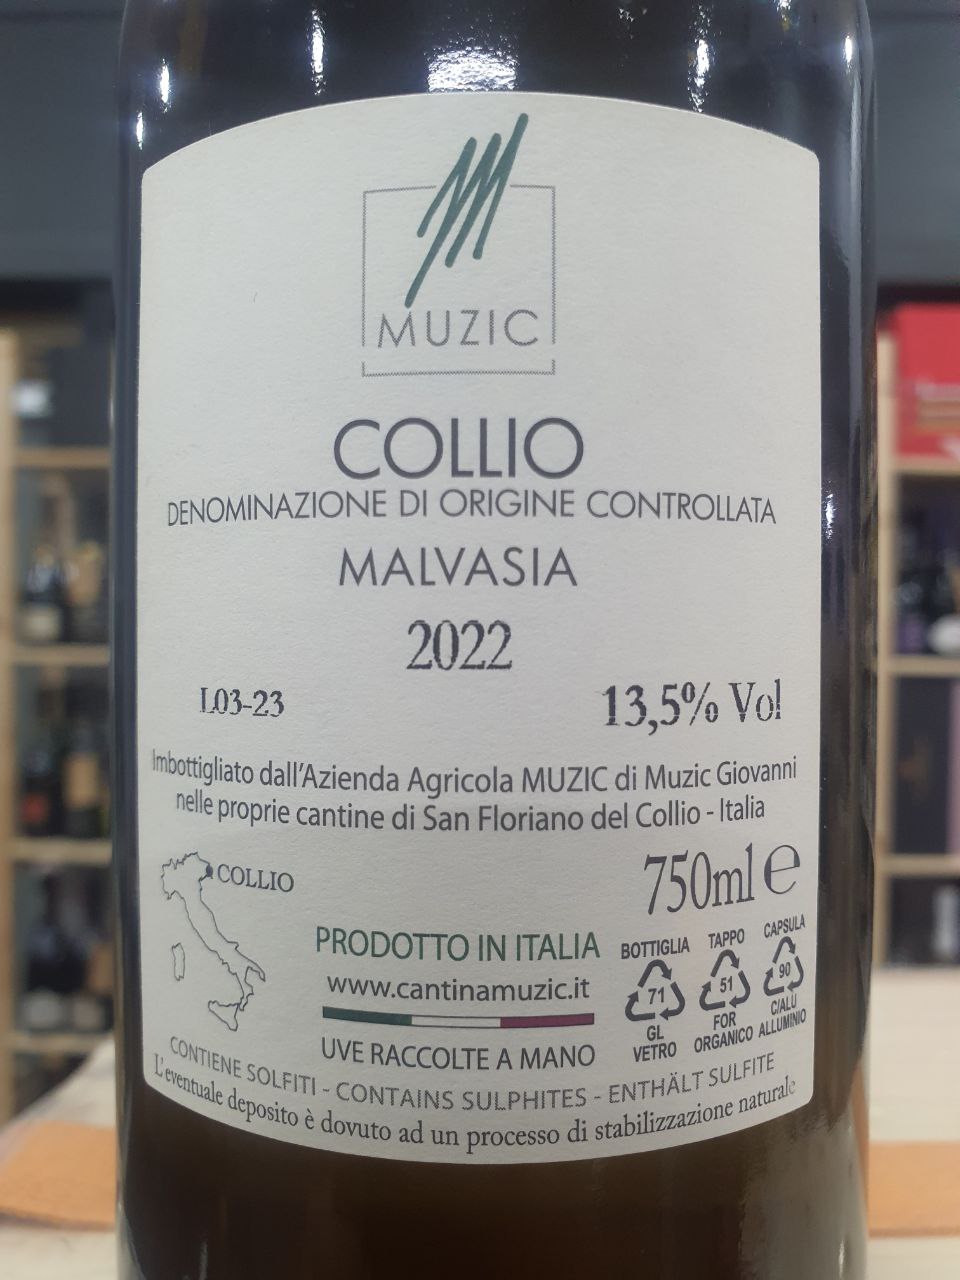 MUZIC
COLLIO
DENOMINAZIONE DI ORIGINE CONTROLLATA
MALVASIA
2022
L03-23
13,5% Vol
Imbottigliato dall'Azienda Agricola MUZIC di Muzic Giovanni
nelle proprie cantine di San Floriano del Collio - Italia
COLLIO
750ml e
PRODOTTO IN ITALIA
www.cantinamuzic.it
UVE RACCOLTE A MANO
BOTTIGLIA
71
GL
VETRO
TAPPO
51
FOR
ORGANICO
CAPSULA
90
C/ALU
ALLUMINIO
CONTIENE SOLFITI - CONTAINS SULPHITES - ENTHÄLT SULFITE
L'eventuale deposito è dovuto ad un processo di stabilizzazione naturale